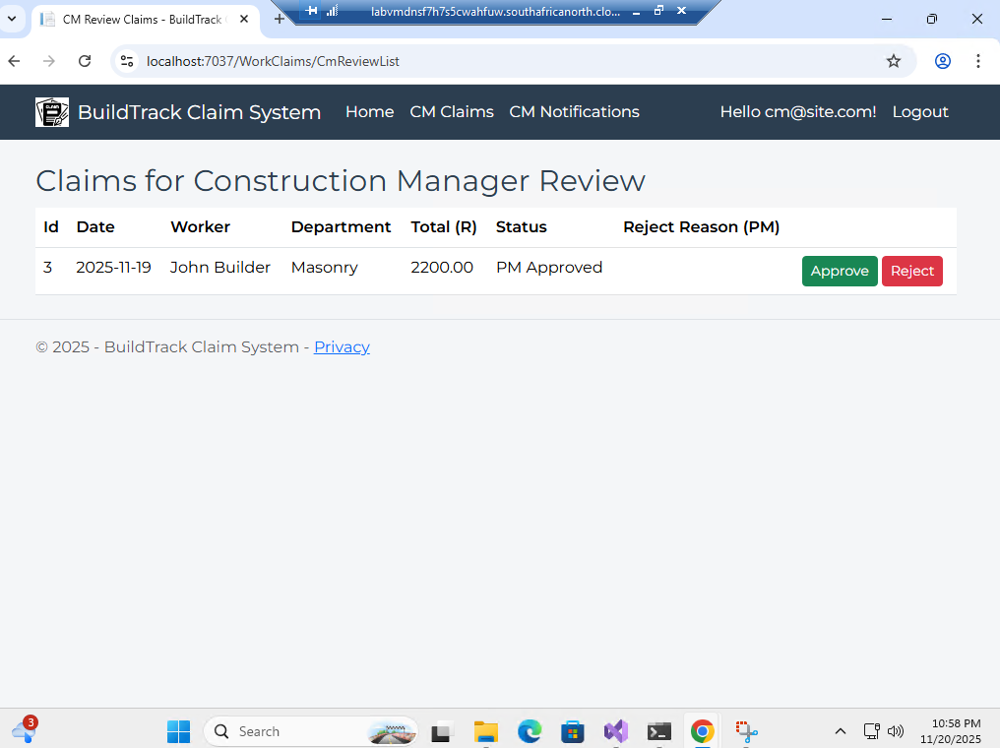 CM Review Claims - BuildTrack
labvmdnsf7h7s5cwahfuw.southafricanorth.clo...
localhost:7037/WorkClaims/CmReviewList
BuildTrack Claim System Home CM Claims CM Notifications Hello cm@site.com! Logout
Claims for Construction Manager Review
Id Date Worker Department Total (R) Status Reject Reason (PM)
3 2025-11-19 John Builder Masonry 2200.00 PM Approved Approve Reject
© 2025 - BuildTrack Claim System - Privacy
3
Search
10:58 PM
11/20/2025